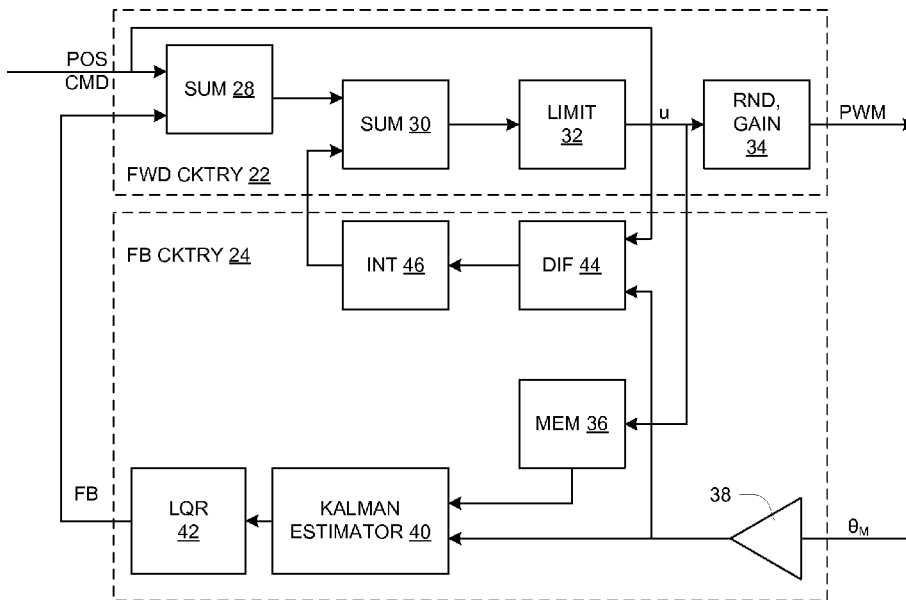 POS
CMD
SUM 28
SUM 30
LIMIT
32
u
RND,
GAIN
34
PWM
FWD CKTRY 22
FB CKTRY 24
INT 46
DIF 44
MEM 36
FB
LQR
42
KALMAN
ESTIMATOR 40
38
θM